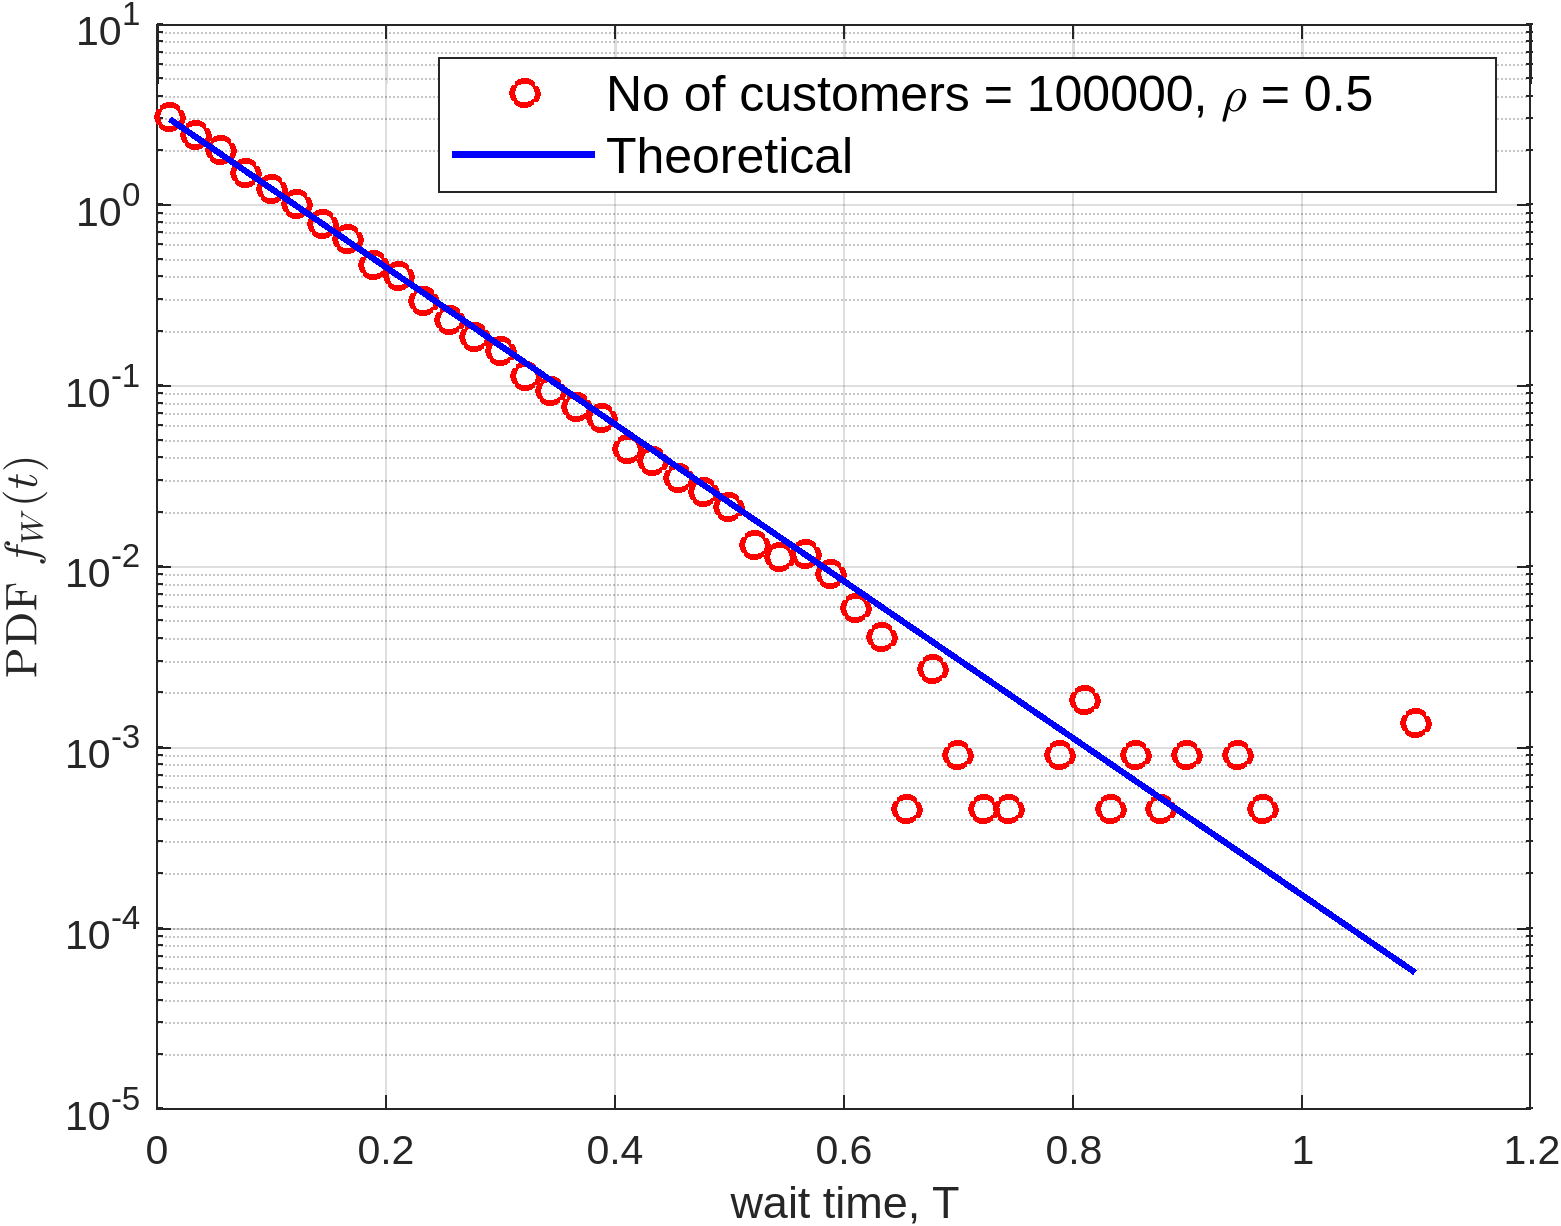 No of customers = 100000, ρ = 0.5
Theoretical
10^1
10^0
10^-1
10^-2
10^-3
10^-4
10^-5
PDF f_W(t)
0 0.2 0.4 0.6 0.8 1 1.2
wait time, T